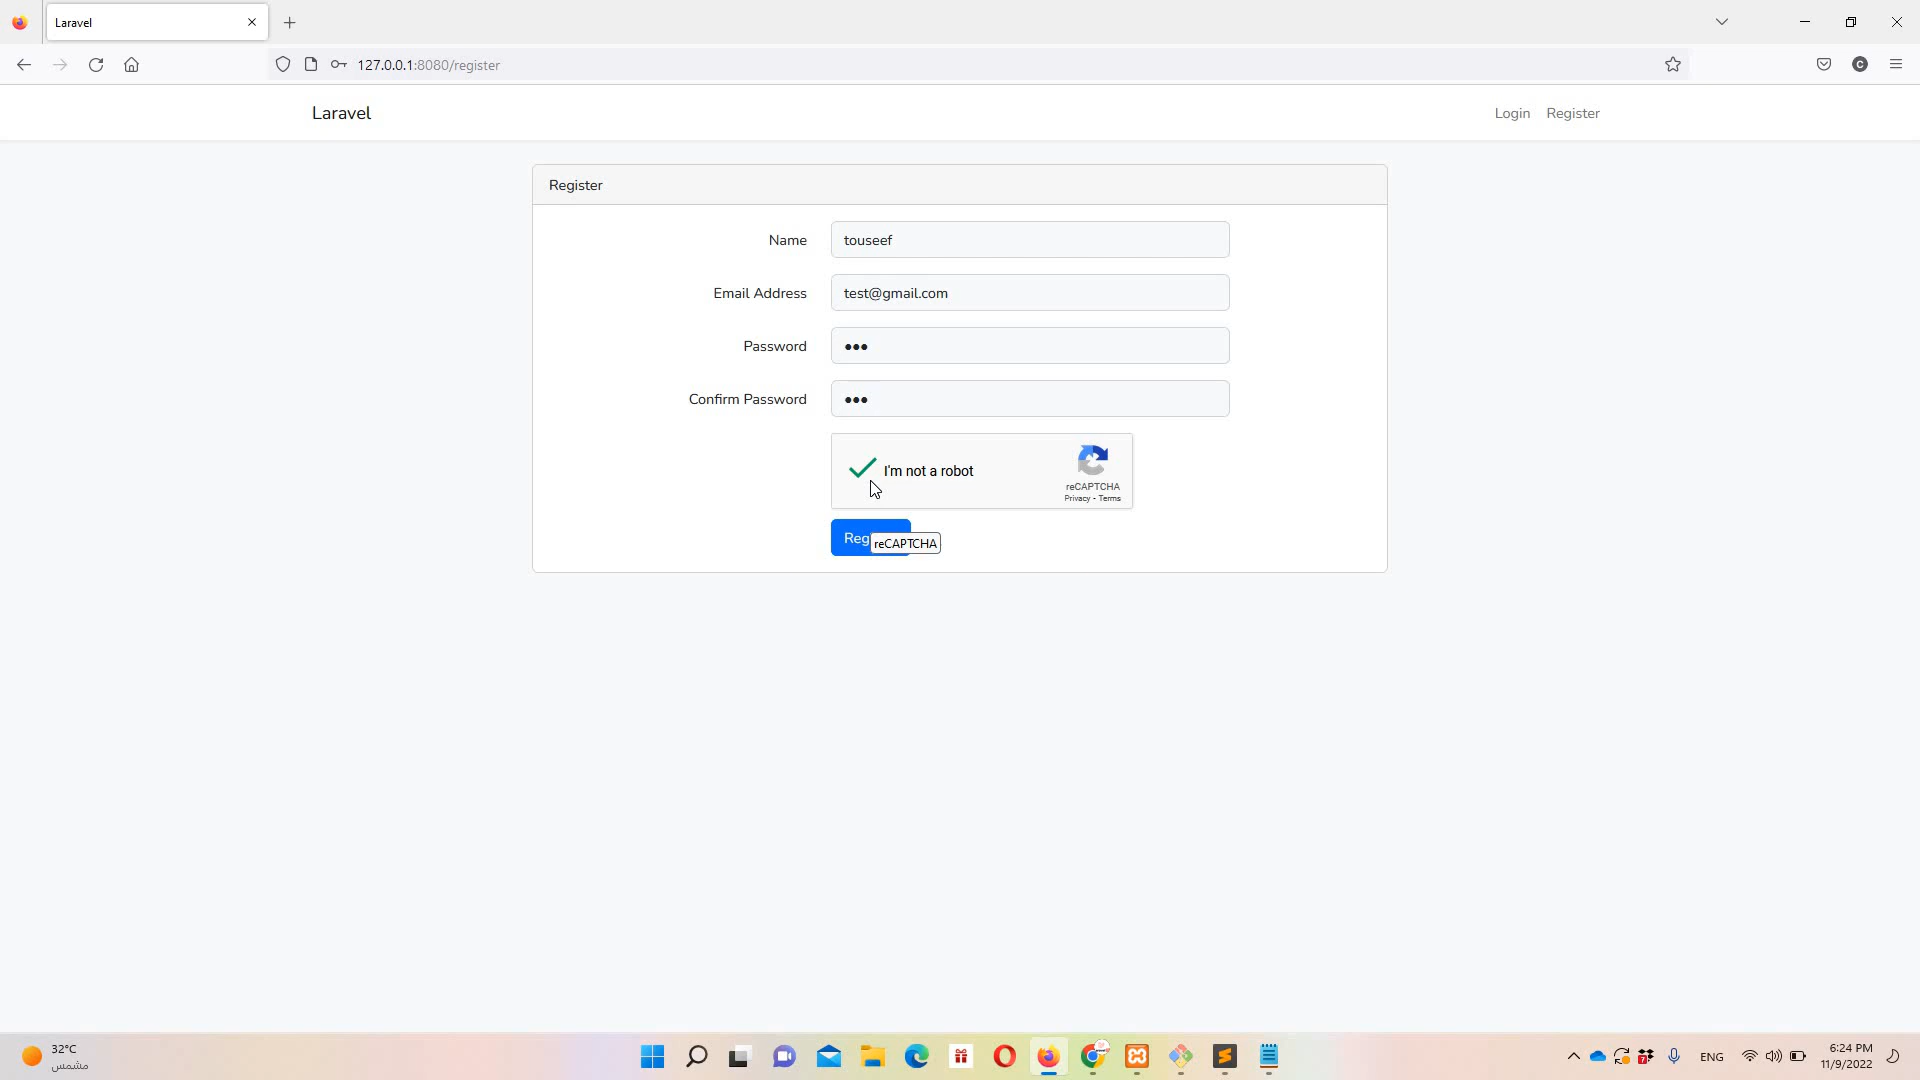 Laravel
127.0.0.1:8080/register
Laravel
Login Register
Register
Name touseef
Email Address test@gmail.com
Password •••
Confirm Password •••
I'm not a robot
reCAPTCHA
Privacy - Terms
Reg
reCAPTCHA
32°C
مشمس
ENG
6:24 PM
11/9/2022